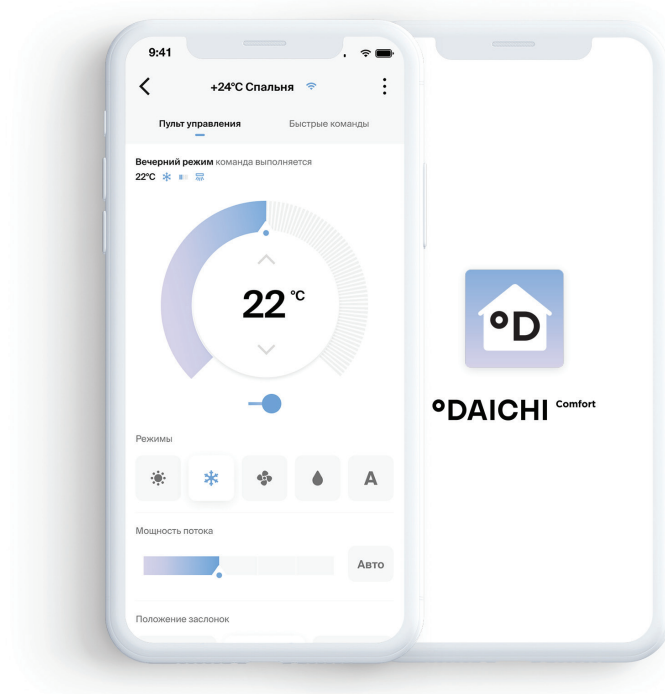 9:41
+24°C Спальня
Пульт управления
Быстрые команды
Вечерний режим команда выполняется
22°C
22 °C
Режимы
A
Мощность потока
Авто
Положение заслонок
°D
°DAICHI Comfort